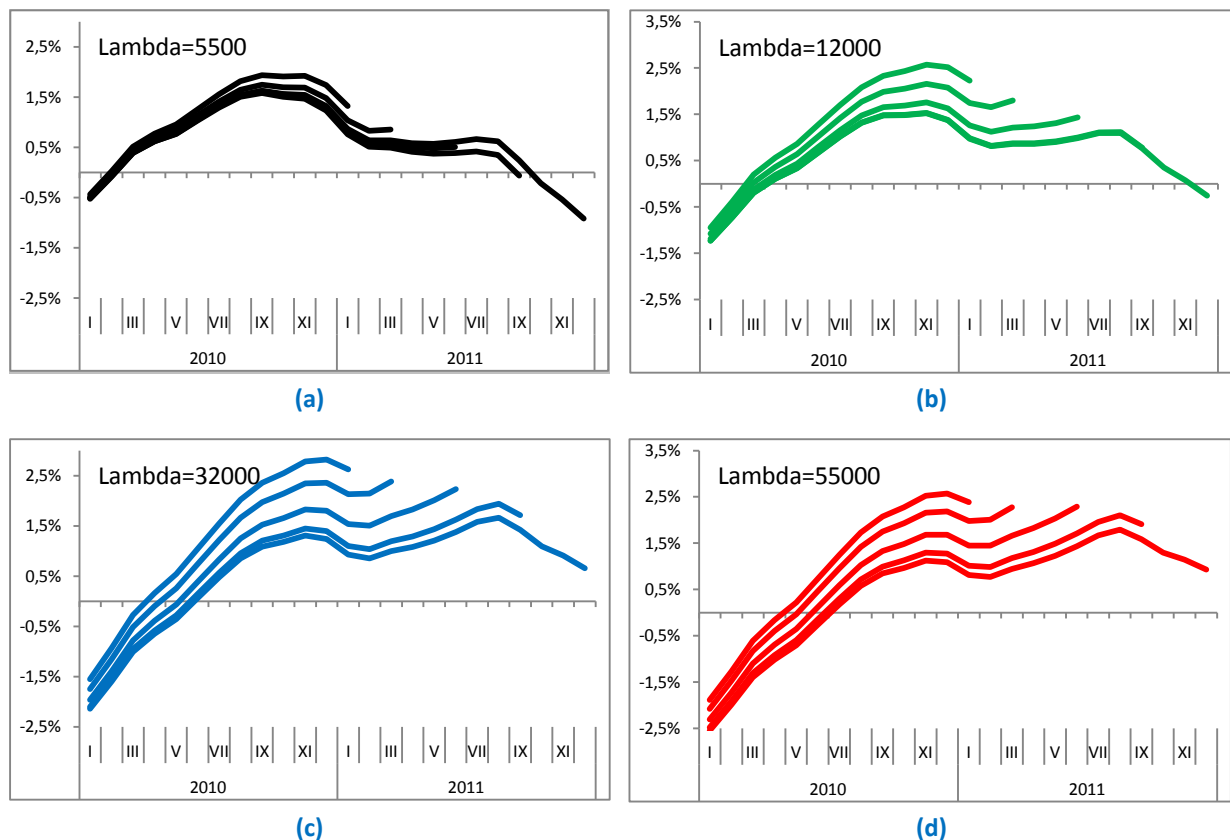 Lambda=5500
2,5%
1,5%
0,5%
-0,5%
-1,5%
-2,5%
I III V VII IX XI I III V VII IX XI
2010 2011
(a)
Lambda=12000
3,5%
2,5%
1,5%
0,5%
-0,5%
-1,5%
-2,5%
I III V VII IX XI I III V VII IX XI
2010 2011
(b)
Lambda=32000
2,5%
1,5%
0,5%
-0,5%
-1,5%
-2,5%
I III V VII IX XI I III V VII IX XI
2010 2011
(c)
Lambda=55000
3,5%
2,5%
1,5%
0,5%
-0,5%
-1,5%
-2,5%
I III V VII IX XI I III V VII IX XI
2010 2011
(d)